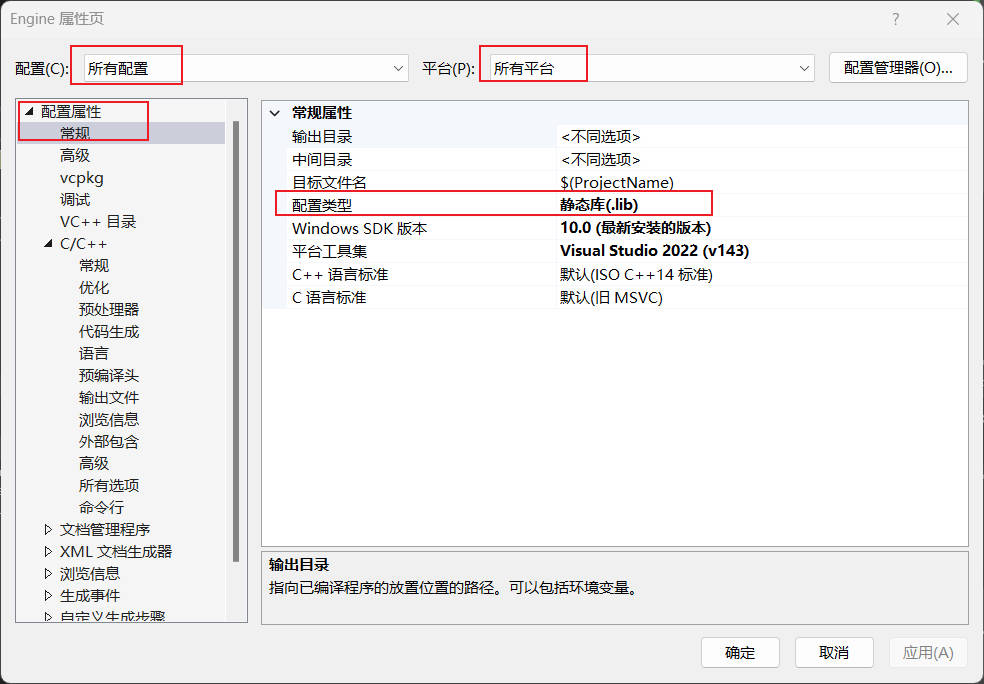 Engine 属性页
?
配置(C):
所有配置
平台(P):
所有平台
配置管理器(O)...
配置属性
常规
高级
vcpkg
调试
VC++ 目录
C/C++
常规
优化
预处理器
代码生成
语言
预编译头
输出文件
浏览信息
外部包含
高级
所有选项
命令行
文档管理程序
XML 文档生成器
浏览信息
生成事件
自定义生成步骤
常规属性
输出目录 <不同选项>
中间目录 <不同选项>
目标文件名 $(ProjectName)
配置类型 静态库(.lib)
Windows SDK 版本 10.0 (最新安装的版本)
平台工具集 Visual Studio 2022 (v143)
C++ 语言标准 默认(ISO C++14 标准)
C 语言标准 默认(旧 MSVC)
输出目录
指向已编译程序的放置位置的路径。可以包括环境变量。
确定
取消
应用(A)